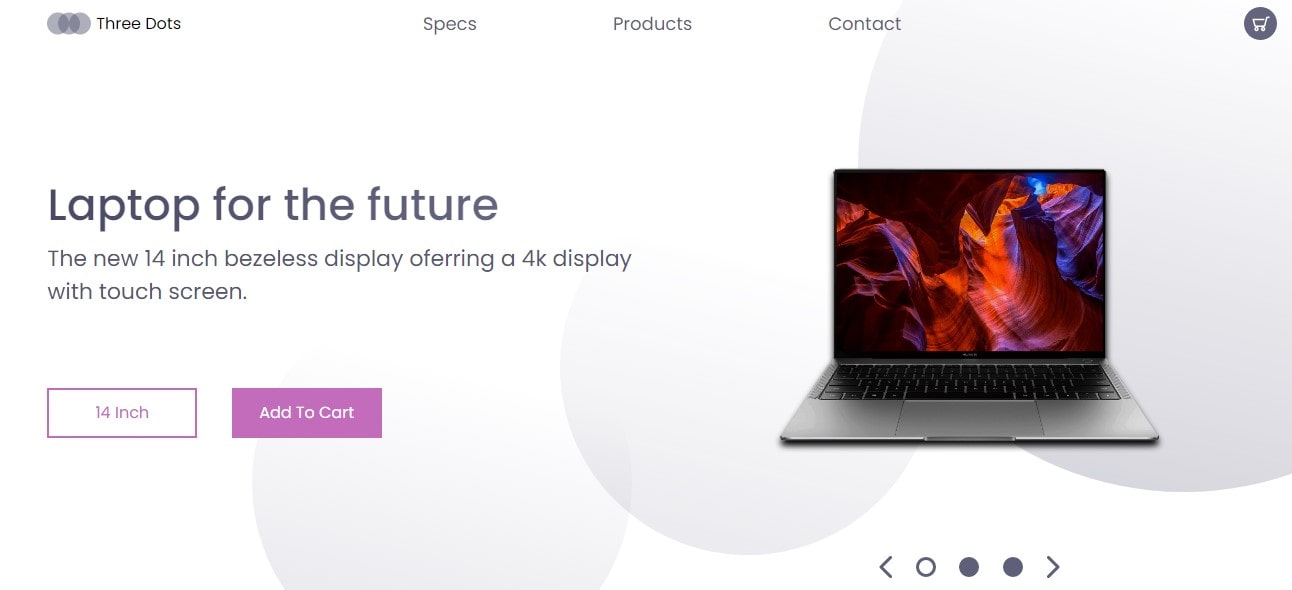 Three Dots
Specs
Products
Contact
Laptop for the future
The new 14 inch bezeless display oferring a 4k display
with touch screen.
14 Inch
Add To Cart